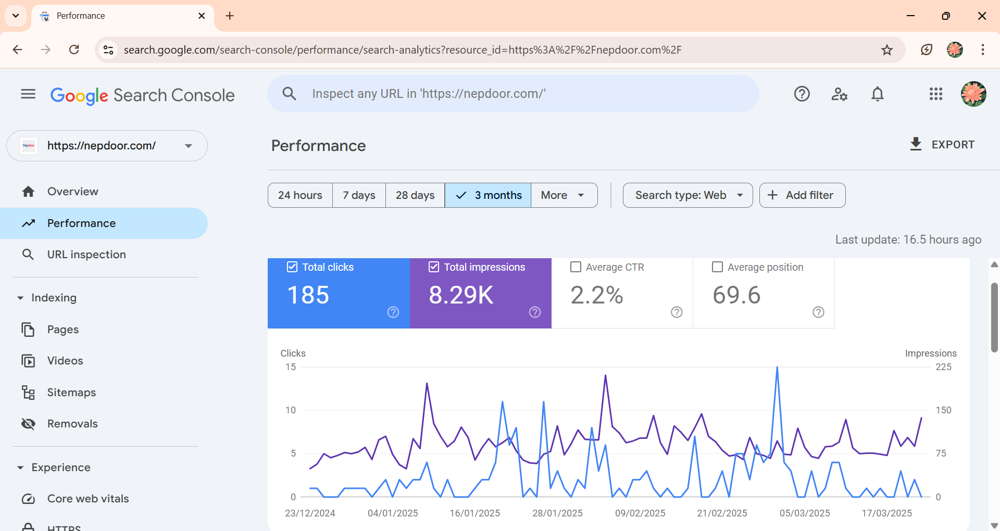 Performance
search.google.com/search-console/performance/search-analytics?resource_id=https%3A%2F%2Fnepdoor.com%2F
Google Search Console
Inspect any URL in 'https://nepdoor.com/'
Nepdoor
https://nepdoor.com/
Performance
EXPORT
Overview
Performance
URL inspection
Indexing
Pages
Videos
Sitemaps
Removals
Experience
Core web vitals
HTTPS
24 hours
7 days
28 days
3 months
More
Search type: Web
Add filter
Last update: 16.5 hours ago
Total clicks
185
Total impressions
8.29K
Average CTR
2.2%
Average position
69.6
Clicks
Impressions
15
225
10
150
5
75
0
0
23/12/2024
04/01/2025
16/01/2025
28/01/2025
09/02/2025
21/02/2025
05/03/2025
17/03/2025